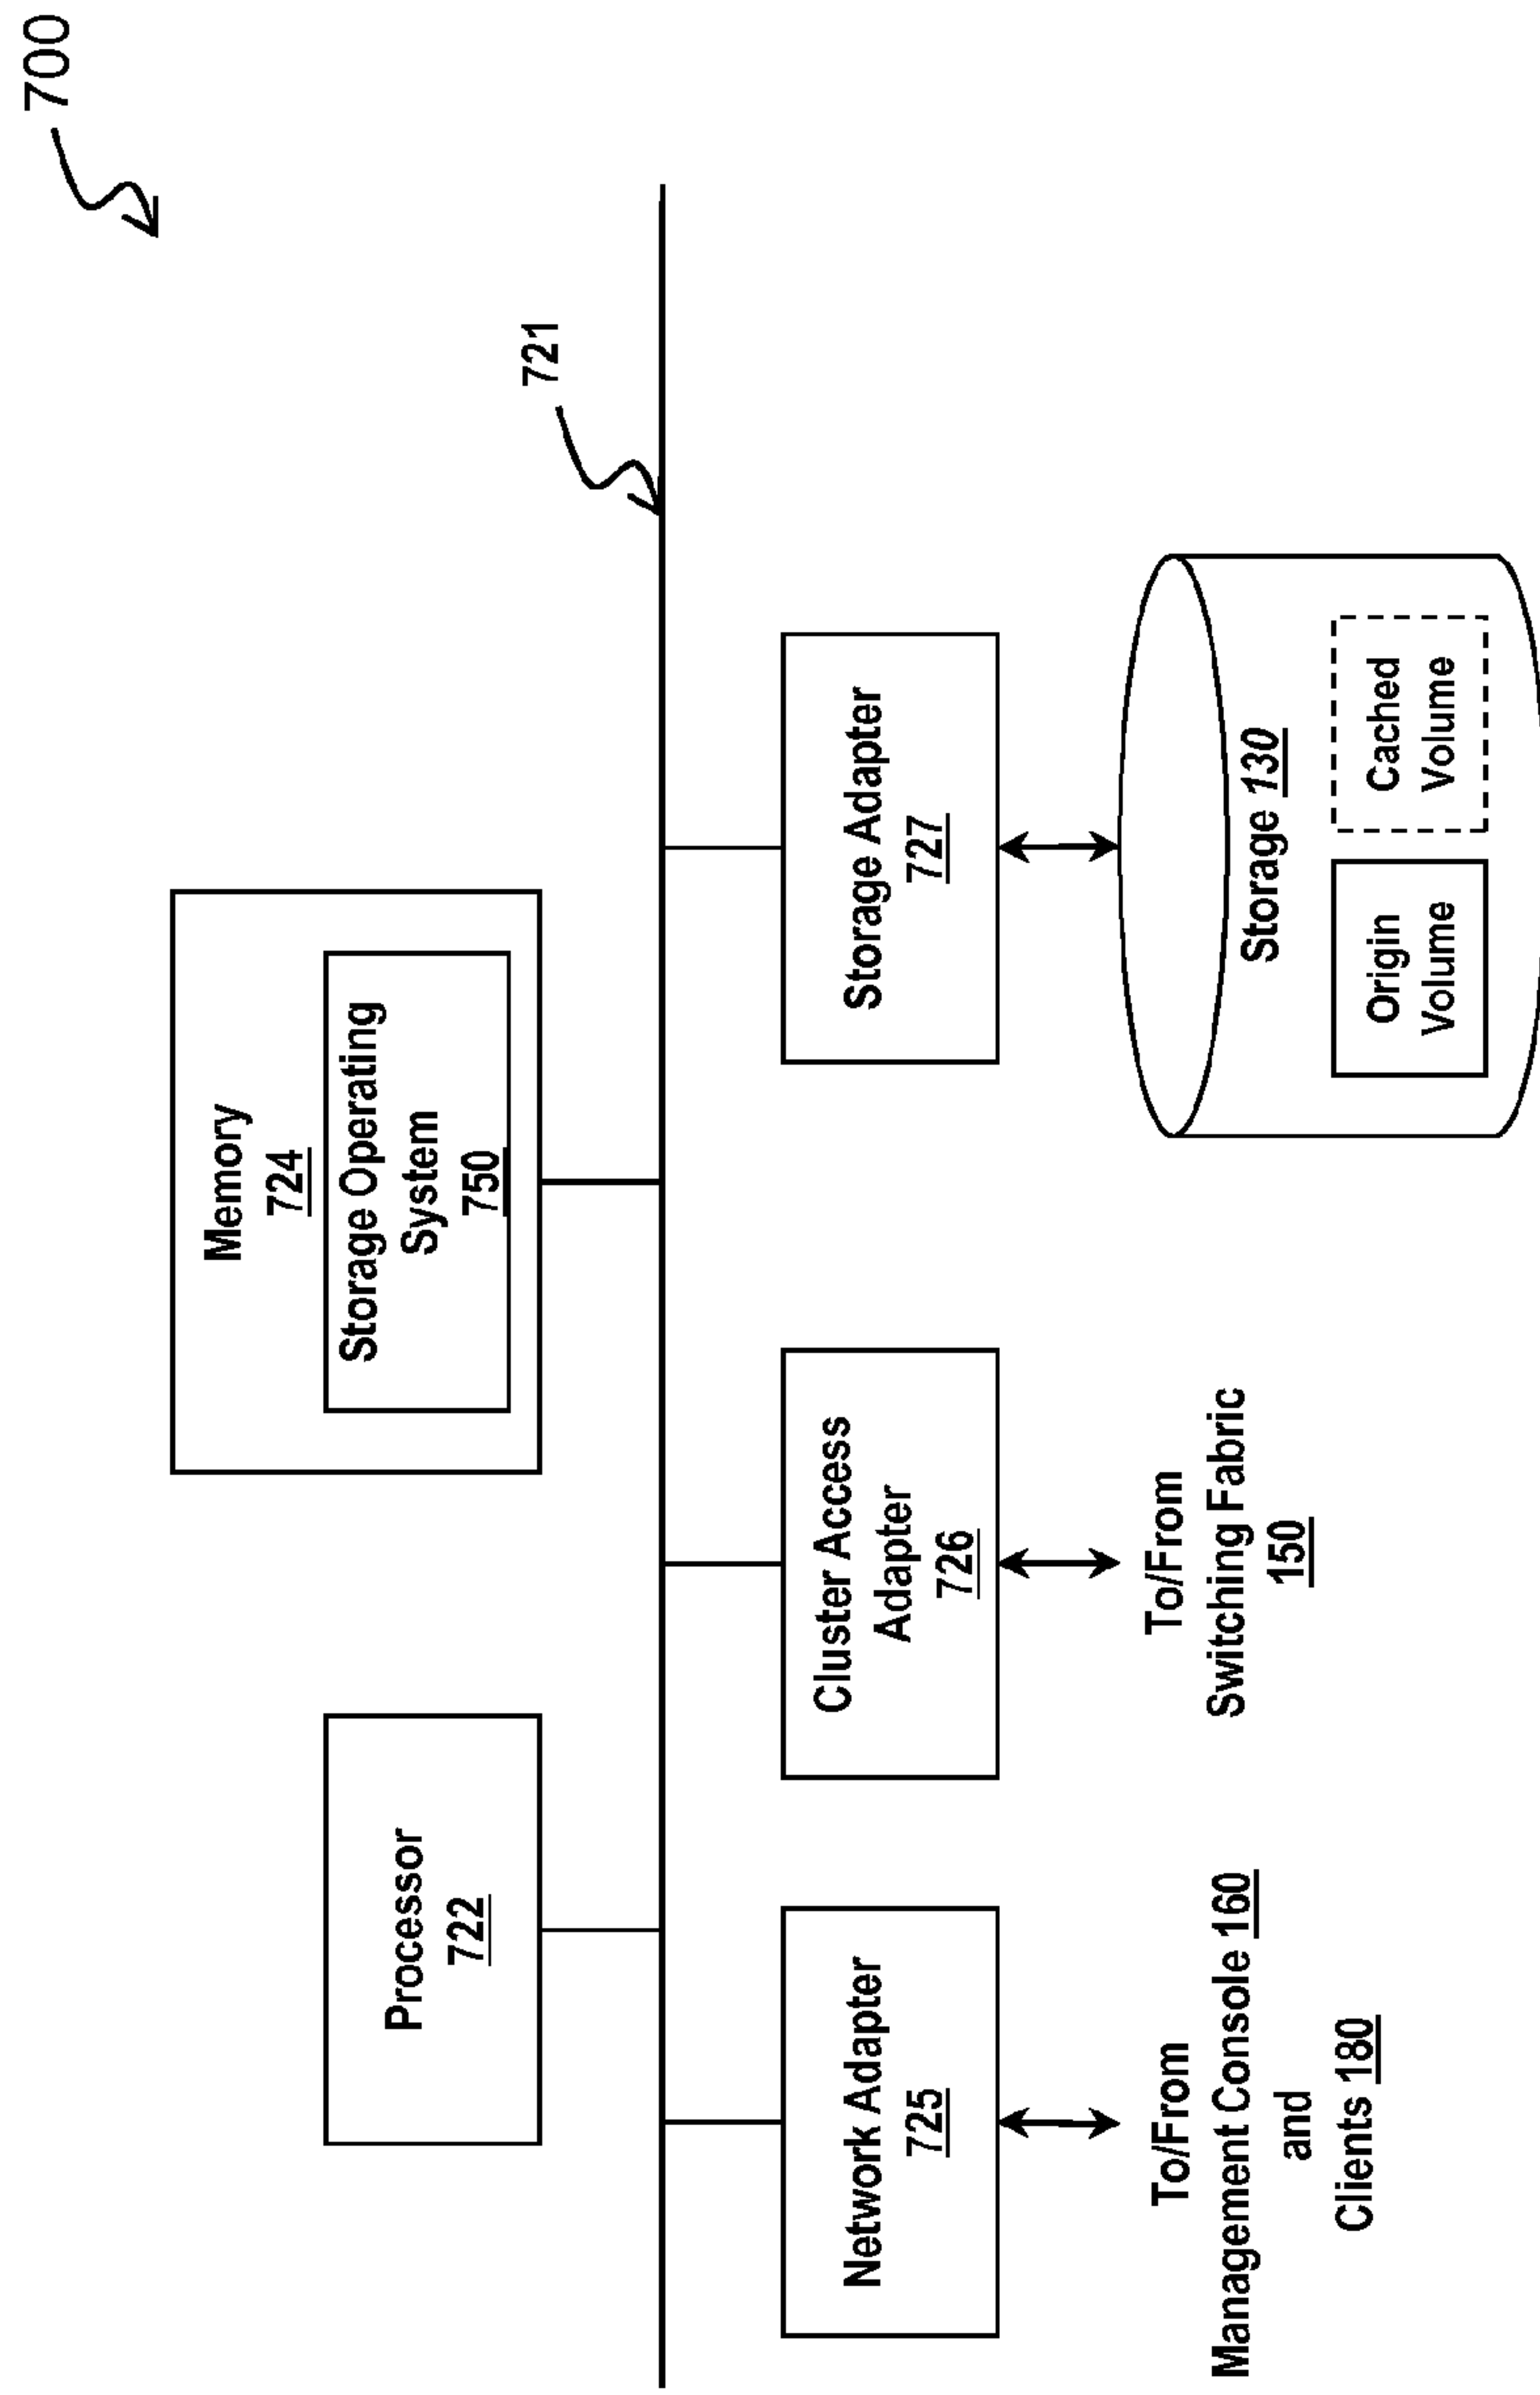 700
721
Processor
722
Memory
724
Storage Operating
System
750
Network Adapter
725
Cluster Access
Adapter
726
Storage Adapter
727
To/From
Management Console 160
and
Clients 180
To/From
Switching Fabric
150
Storage 130
Origin
Volume
Cached
Volume